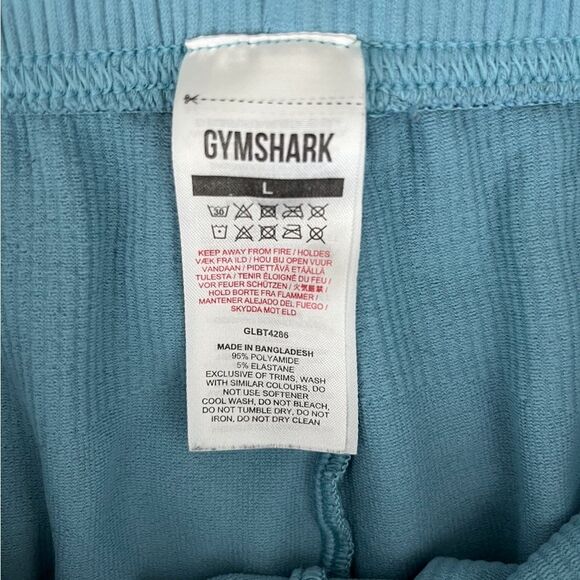 GYMSHARK
L
30
KEEP AWAY FROM FIRE / HOLDES
VÆK FRA ILD / HOU BIJ OPEN VUUR
VANDAAN / PIDETTÄVÄ ETÄÄLLÄ
TULESTA / TENIR ÉLOIGNÉ DU FEU /
VOR FEUER SCHÜTZEN / 火気厳禁 /
HOLD BORTE FRA FLAMMER /
MANTENER ALEJADO DEL FUEGO /
SKYDDA MOT ELD
GLBT4286
MADE IN BANGLADESH
95% POLYAMIDE
5% ELASTANE
EXCLUSIVE OF TRIMS, WASH
WITH SIMILAR COLOURS, DO
NOT USE SOFTENER
COOL WASH, DO NOT BLEACH,
DO NOT TUMBLE DRY, DO NOT
IRON, DO NOT DRY CLEAN